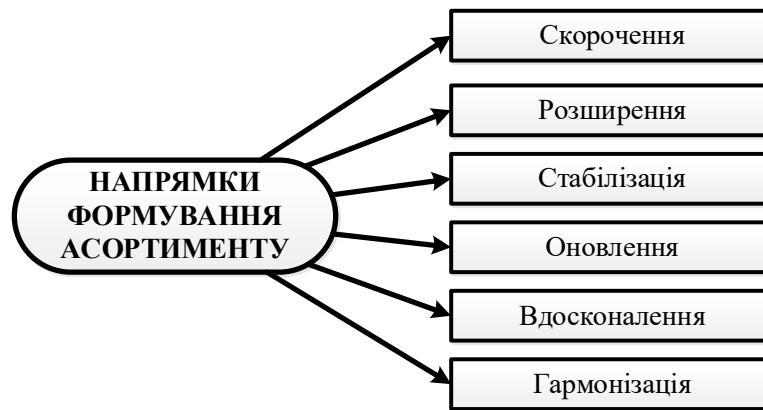 НАПРЯМКИ
ФОРМУВАННЯ
АСОРТИМЕНТУ
Скорочення
Розширення
Стабілізація
Оновлення
Вдосконалення
Гармонізація